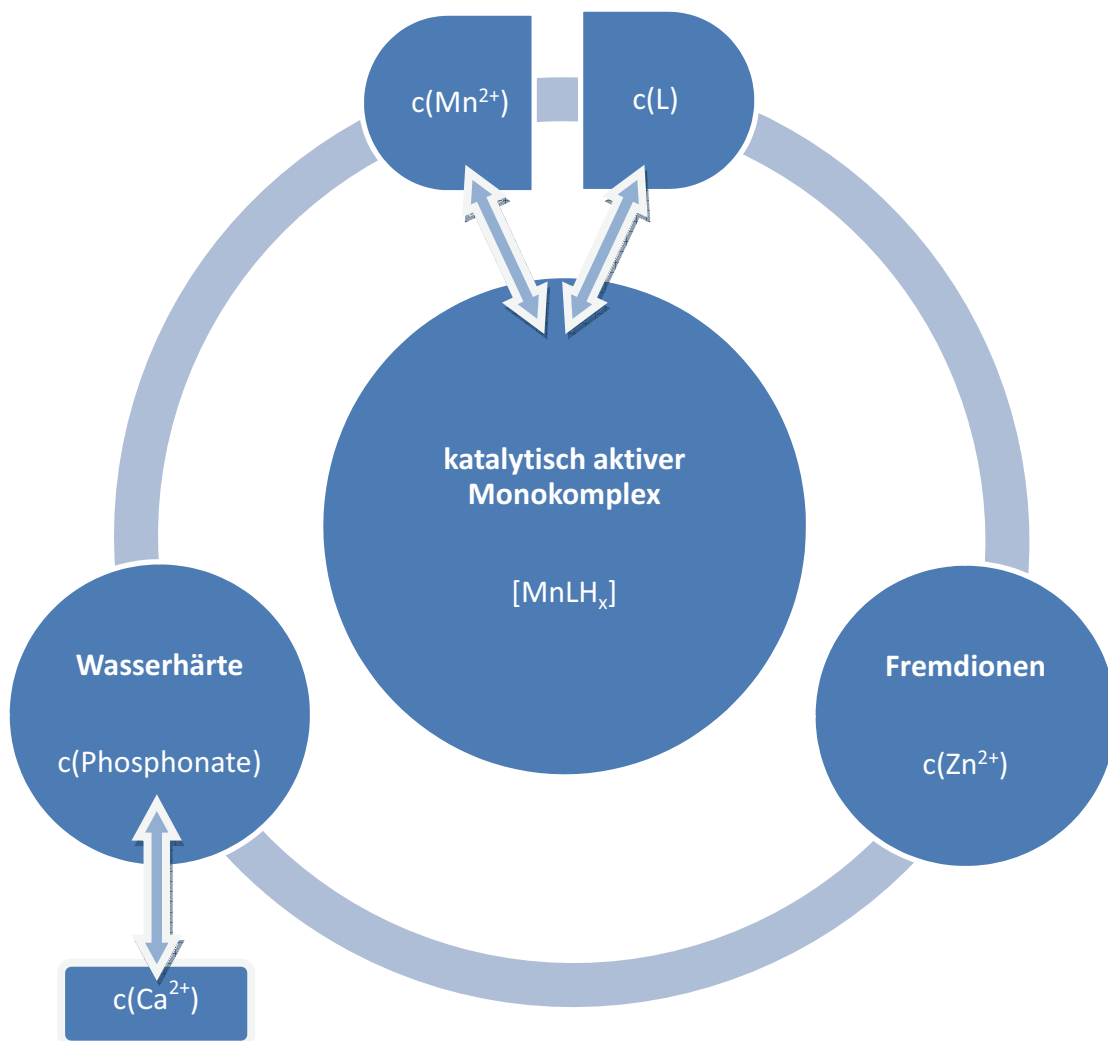 c(Mn²⁺)
c(L)
katalytisch aktiver
Monokomplex
[MnLHₓ]
Wasserhärte
c(Phosphonate)
Fremdionen
c(Zn²⁺)
c(Ca²⁺)